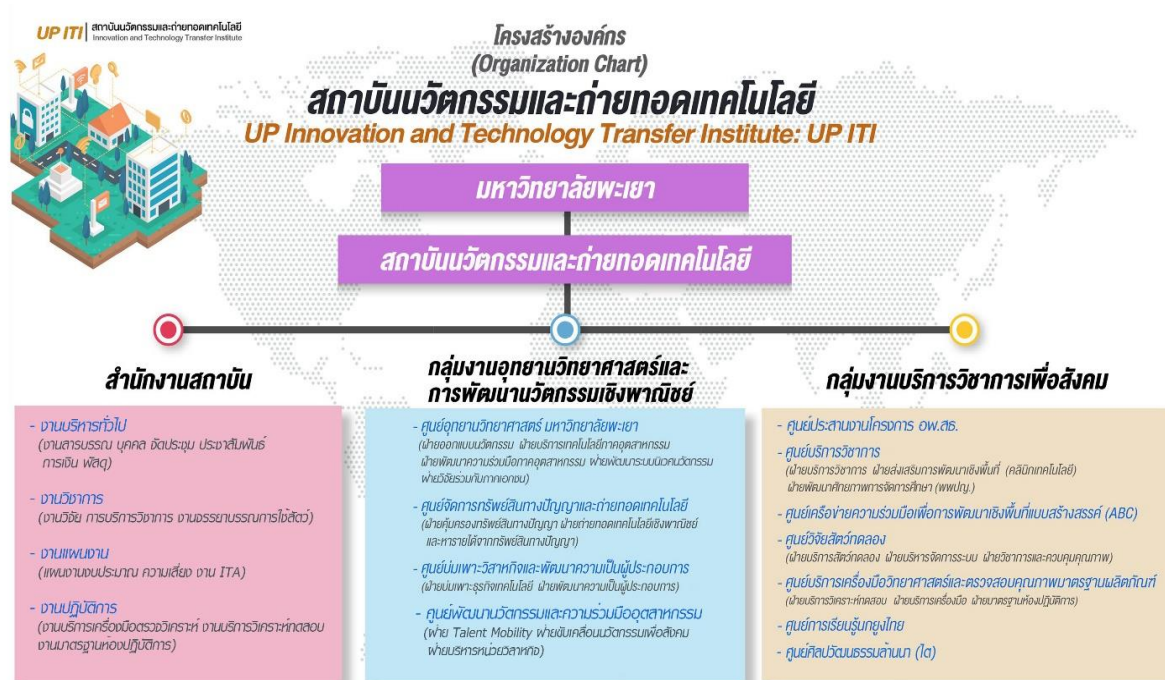 UP ITI สถาบันนวัตกรรมและถ่ายทอดเทคโนโลยี
Innovation and Technology Transfer Institute
โครงสร้างองค์กร
(Organization Chart)
สถาบันนวัตกรรมและถ่ายทอดเทคโนโลยี
UP Innovation and Technology Transfer Institute: UP ITI
มหาวิทยาลัยพะเยา
สถาบันนวัตกรรมและถ่ายทอดเทคโนโลยี
สำนักงานสถาบัน
- งานบริหารทั่วไป
(งานสารบรรณ บุคคล จัดประชุม ประชาสัมพันธ์
การเงิน พัสดุ)
- งานวิชาการ
(งานวิจัย การบริการวิชาการ งานจรรยาบรรณการใช้สัตว์)
- งานแผนงาน
(แผนงานงบประมาณ ความเสี่ยง งาน ITA)
- งานปฏิบัติการ
(งานบริการเครื่องมือตรวจวิเคราะห์ งานบริการวิเคราะห์ทดสอบ
งานมาตรฐานห้องปฏิบัติการ)
กลุ่มงานอุทยานวิทยาศาสตร์และ
การพัฒนานวัตกรรมเชิงพาณิชย์
- ศูนย์อุทยานวิทยาศาสตร์ มหาวิทยาลัยพะเยา
(ฝ่ายออกแบบนวัตกรรม ฝ่ายบริการเทคโนโลยีภาคอุตสาหกรรม
ฝ่ายพัฒนาความร่วมมือภาคอุตสาหกรรม ฝ่ายพัฒนาระบบนิเวศนวัตกรรม
ฝ่ายวิจัยร่วมกับภาคเอกชน)
- ศูนย์จัดการทรัพย์สินทางปัญญาและถ่ายทอดเทคโนโลยี
(ฝ่ายคุ้มครองทรัพย์สินทางปัญญา ฝ่ายถ่ายทอดเทคโนโลยีเชิงพาณิชย์
และหารายได้จากทรัพย์สินทางปัญญา)
- ศูนย์บ่มเพาะวิสาหกิจและพัฒนาความเป็นผู้ประกอบการ
(ฝ่ายบ่มเพาะธุรกิจเทคโนโลยี ฝ่ายพัฒนาความเป็นผู้ประกอบการ)
- ศูนย์พัฒนานวัตกรรมและความร่วมมืออุตสาหกรรม
(ฝ่าย Talent Mobility ฝ่ายขับเคลื่อนนวัตกรรมเพื่อสังคม
ฝ่ายบริหารหน่วยวิสาหกิจ)
กลุ่มงานบริการวิชาการเพื่อสังคม
- ศูนย์ประสานงานโครงการ อพ.สธ.
- ศูนย์บริการวิชาการ
(ฝ่ายบริการวิชาการ ฝ่ายส่งเสริมการพัฒนาเชิงพื้นที่ (คลินิกเทคโนโลยี)
ฝ่ายพัฒนาศักยภาพการจัดการศึกษา (พพปญ.)
- ศูนย์เครือข่ายความร่วมมือเพื่อการพัฒนาเชิงพื้นที่แบบสร้างสรรค์ (ABC)
- ศูนย์วิจัยสัตว์ทดลอง
(ฝ่ายบริการสัตว์ทดลอง ฝ่ายบริหารจัดการระบบ ฝ่ายวิชาการและควบคุมคุณภาพ)
- ศูนย์บริการเครื่องมือวิทยาศาสตร์และตรวจสอบคุณภาพมาตรฐานผลิตภัณฑ์
(ฝ่ายบริการวิเคราะห์ทดสอบ ฝ่ายบริการเครื่องมือ ฝ่ายมาตรฐานห้องปฏิบัติการ)
- ศูนย์การเรียนรู้นกยูงไทย
- ศูนย์ศิลปวัฒนธรรมล้านนา (ไต)